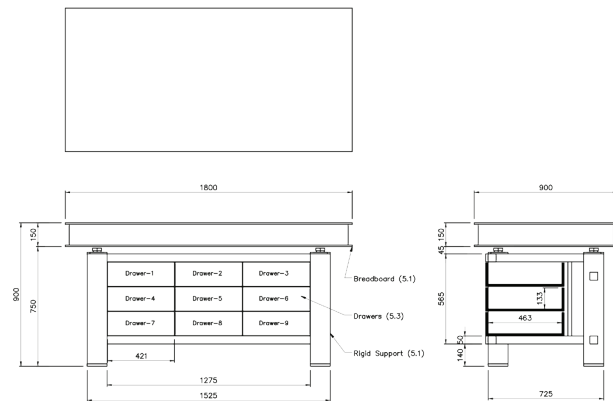 1800
900
900
150
750
Drawer-1
Drawer-2
Drawer-3
Drawer-4
Drawer-5
Drawer-6
Drawer-7
Drawer-8
Drawer-9
421
1275
1525
Breadboard (5.1)
Drawers (5.3)
Rigid Support (5.1)
150
45
565
50
140
133
463
725